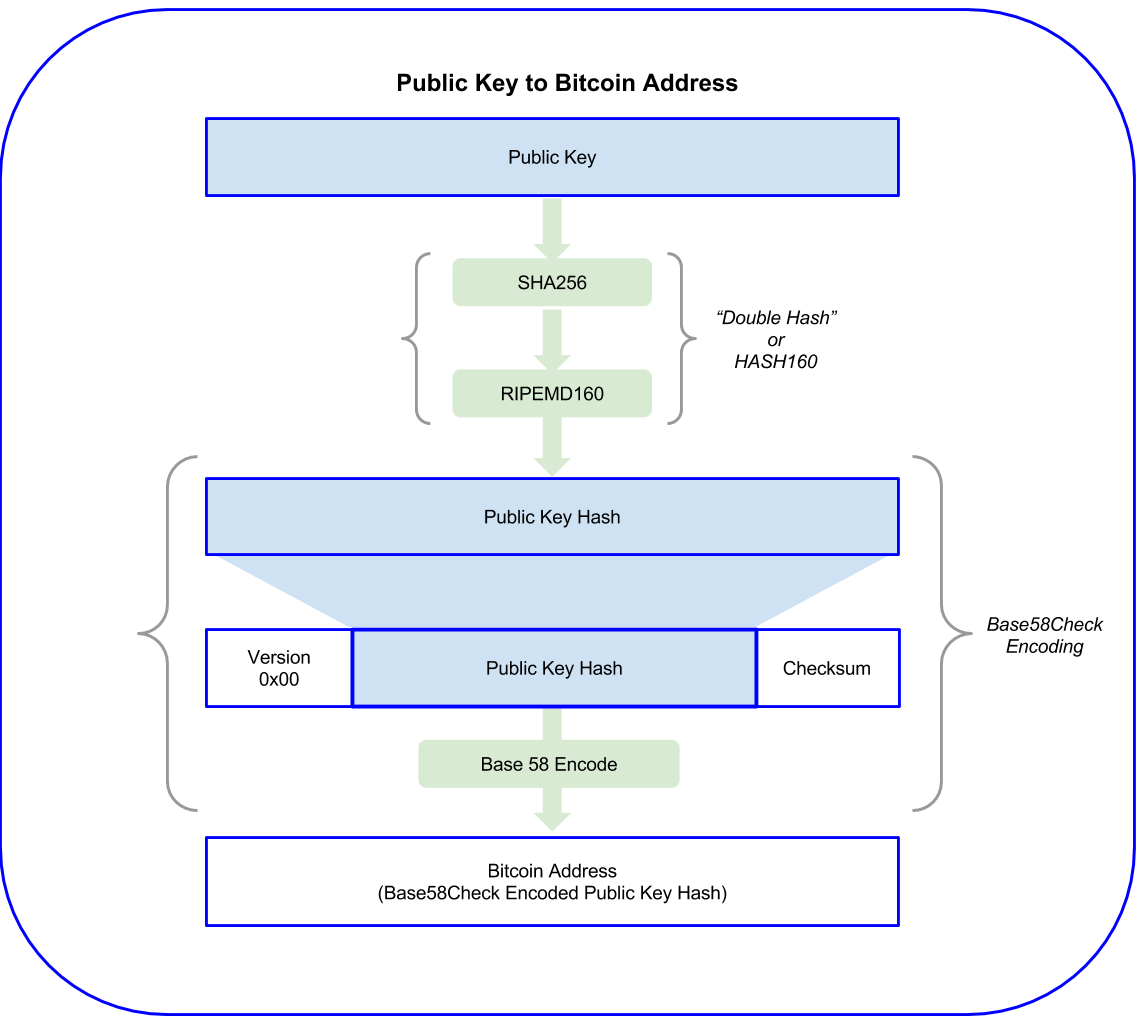 Public Key to Bitcoin Address
Public Key
SHA256
“Double Hash”
or
HASH160
RIPEMD160
Public Key Hash
Base58Check
Encoding
Version
0x00
Public Key Hash
Checksum
Base 58 Encode
Bitcoin Address
(Base58Check Encoded Public Key Hash)